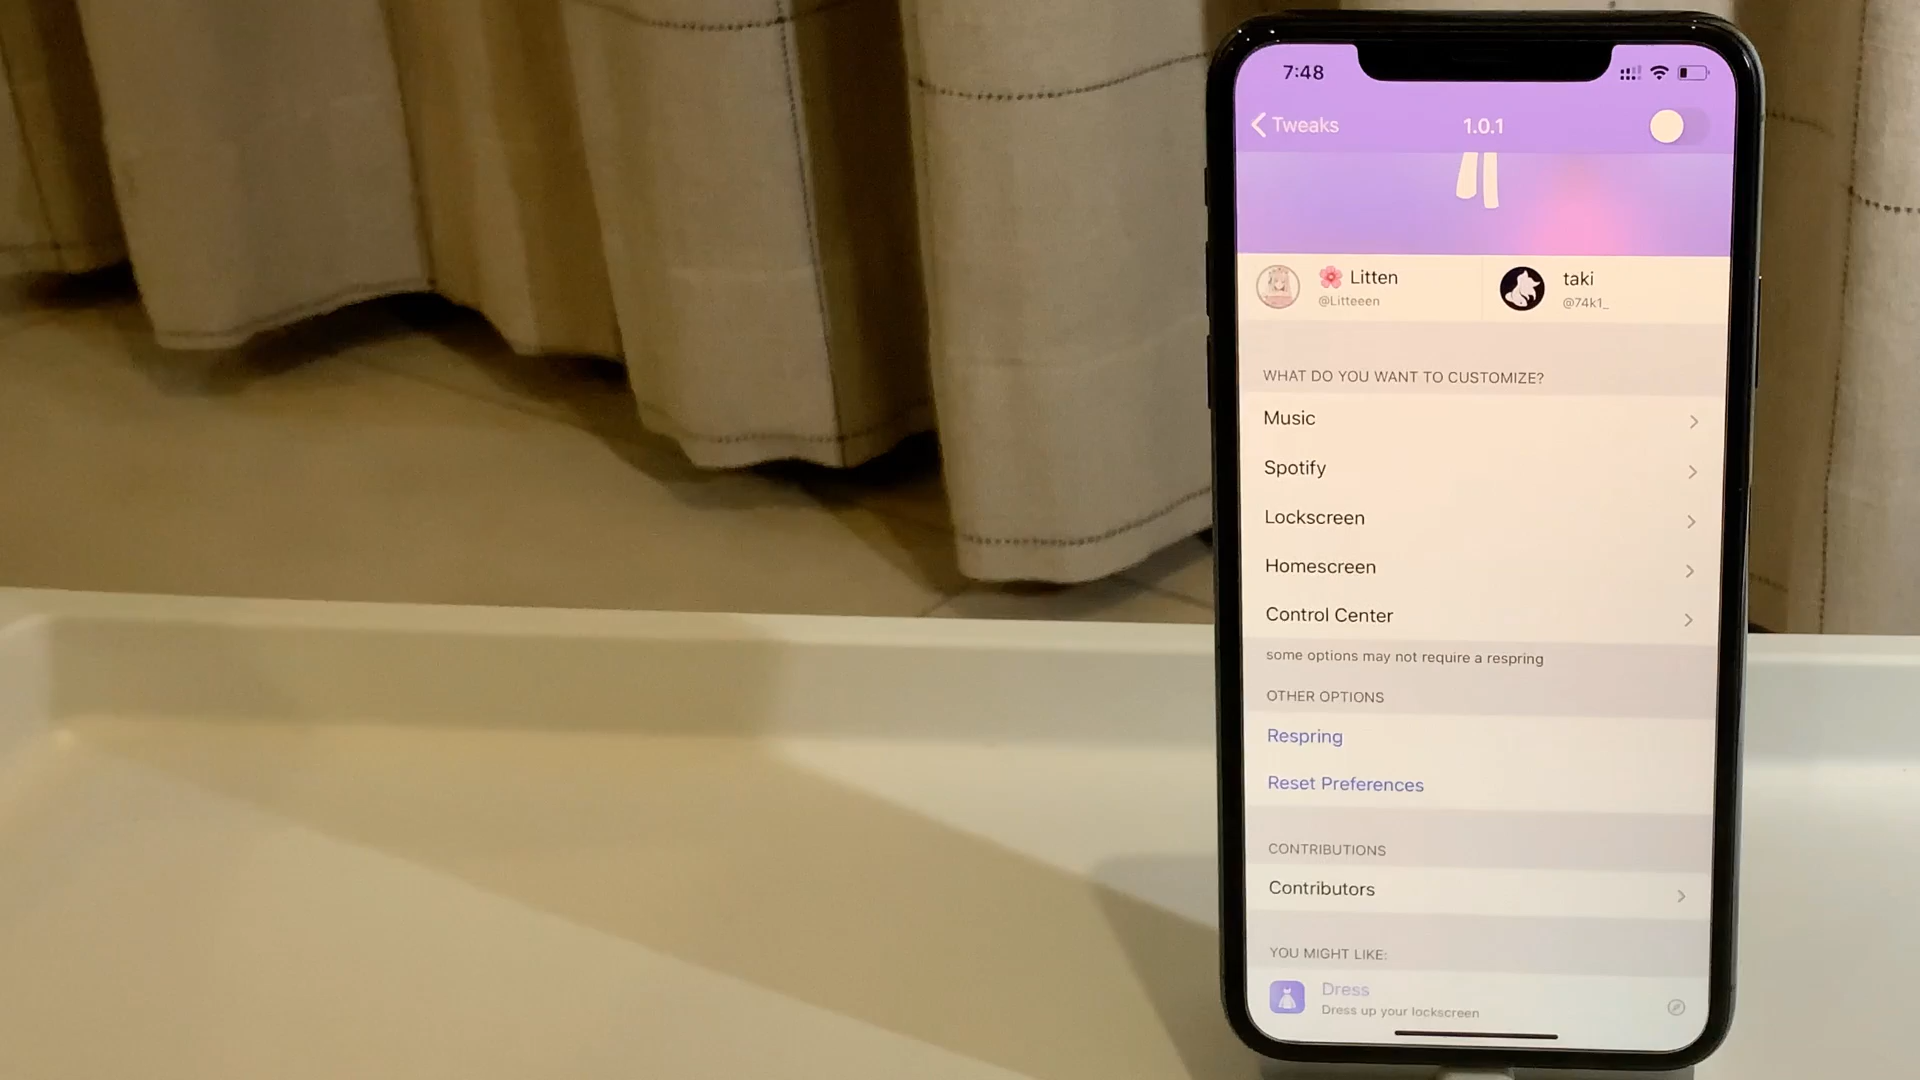 7:48
Tweaks
1.0.1
🌸 Litten
@Litteeen
taki
@74k1_
WHAT DO YOU WANT TO CUSTOMIZE?
Music
Spotify
Lockscreen
Homescreen
Control Center
some options may not require a respring
OTHER OPTIONS
Respring
Reset Preferences
CONTRIBUTIONS
Contributors
YOU MIGHT LIKE:
Dress
Dress up your lockscreen